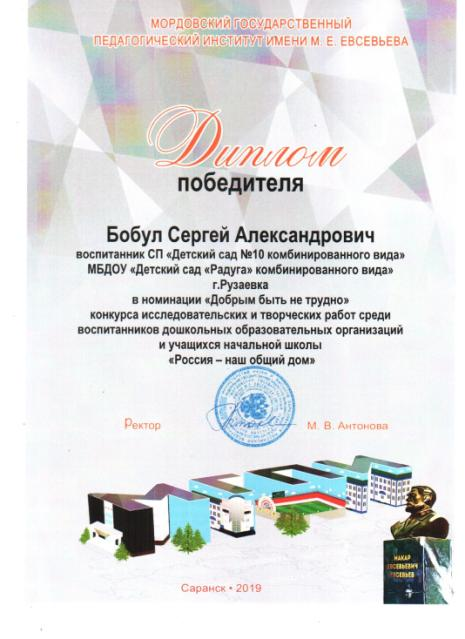 МОРДОВСКИЙ ГОСУДАРСТВЕННЫЙ
ПЕДАГОГИЧЕСКИЙ ИНСТИТУТ ИМЕНИ М. Е. ЕВСЕВЬЕВА
Диплом
победителя
Бобул Сергей Александрович
воспитанник СП «Детский сад №10 комбинированного вида»
МБДОУ «Детский сад «Радуга» комбинированного вида»
г.Рузаевка
в номинации «Добрым быть не трудно»
конкурса исследовательских и творческих работ среди
воспитанников дошкольных образовательных организаций
и учащихся начальной школы
«Россия – наш общий дом»
Ректор
М. В. Антонова
МАКАР
ЕВСЕВЬЕВИЧ
ЕВСЕВЬЕВ
Саранск • 2019